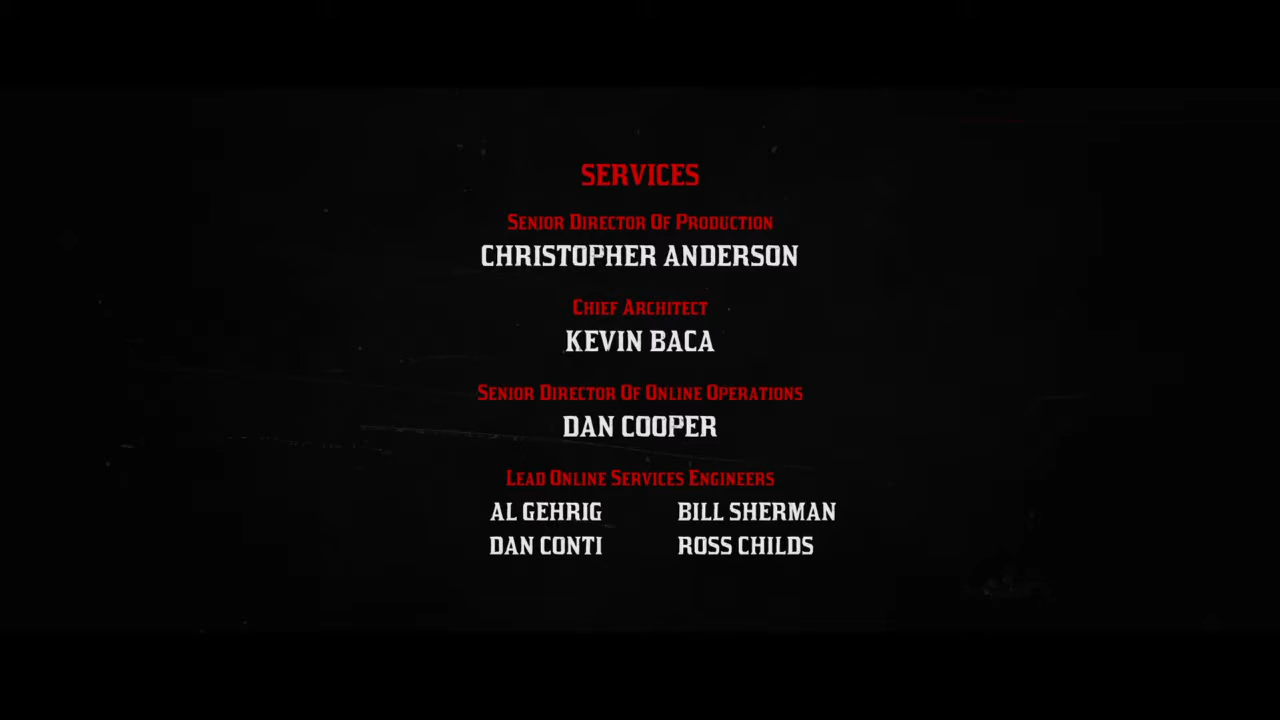 SERVICES
SENIOR DIRECTOR OF PRODUCTION
CHRISTOPHER ANDERSON
CHIEF ARCHITECT
KEVIN BACA
SENIOR DIRECTOR OF ONLINE OPERATIONS
DAN COOPER
LEAD ONLINE SERVICES ENGINEERS
AL GEHRIG BILL SHERMAN
DAN CONTI ROSS CHILDS